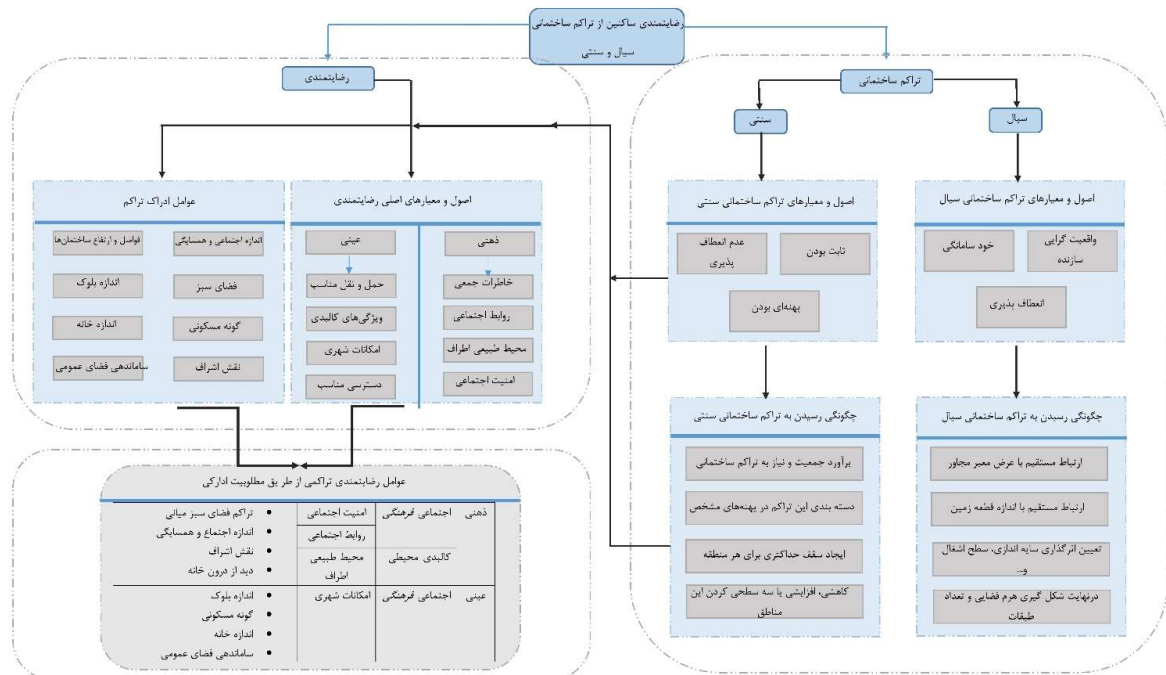 رضایتمندی ساکنین از تراکم ساختمانی
سیال و سنتی
تراکم ساختمانی
سیال
سنتی
اصول و معیارهای تراکم ساختمانی سیال
واقعیت گرایی
سازنده
خود سامانگی
انعطاف پذیری
چگونگی رسیدن به تراکم ساختمانی سیال
ارتباط مستقیم با عرض معبر مجاور
ارتباط مستقیم با اندازه قطعه زمین
تعیین اثرگذاری سایه اندازی، سطح اشغال
و...
درنهایت شکل گیری هرم فضایی و تعداد
طبقات
اصول و معیارهای تراکم ساختمانی سنتی
ثابت بودن
عدم انعطاف
پذیری
پهنه‌ای بودن
چگونگی رسیدن به تراکم ساختمانی سنتی
برآورد جمعیت و نیاز به تراکم ساختمانی
دسته بندی این تراکم در پهنه‌های مشخص
ایجاد سقف حداکثری برای هر منطقه
کاهشی، افزایشی یا سه سطحی کردن این
مناطق
رضایتمندی
اصول و معیارهای اصلی رضایتمندی
ذهنی
خاطرات جمعی
روابط اجتماعی
محیط طبیعی اطراف
امنیت اجتماعی
عینی
حمل و نقل مناسب
ویژگی‌های کالبدی
امکانات شهری
دسترسی مناسب
عوامل ادراک تراکم
اندازه اجتماعی و همسایگی
فضای سبز
گونه مسکونی
نقش اشراف
فواصل و ارتفاع ساختمان‌ها
اندازه بلوک
اندازه خانه
ساماندهی فضای عمومی
عوامل رضایتمندی تراکمی از طریق مطلوبیت ادارکی
ذهنی
اجتماعی فرهنگی
امنیت اجتماعی
روابط اجتماعی
کالبدی محیطی
محیط طبیعی
اطراف
• تراکم فضای سبز میانی
• اندازه اجتماع و همسایگی
• نقش اشراف
• دید از درون خانه
عینی
اجتماعی فرهنگی
امکانات شهری
• اندازه بلوک
• گونه مسکونی
• اندازه خانه
• ساماندهی فضای عمومی